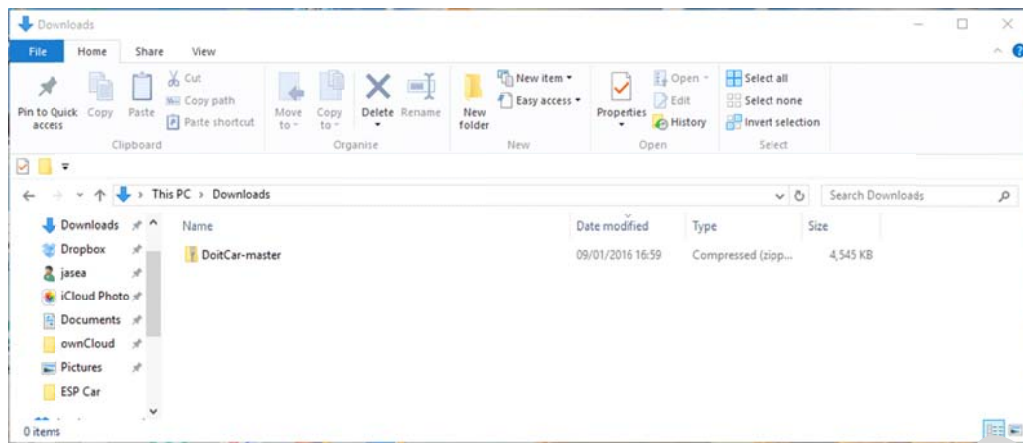 Downloads
File Home Share View
Pin to Quick access Copy Paste Cut
Copy path
Paste shortcut
Move to Copy to Delete Rename New folder New item
Easy access
Properties Open
Edit
History
Select all
Select none
Invert selection
Clipboard Organise New Open Select
This PC > Downloads Search Downloads
Downloads Name Date modified Type Size
Dropbox DoitCar-master 09/01/2016 16:59 Compressed (zipp... 4,545 KB
jasea
iCloud Photo
Documents
ownCloud
Pictures
ESP Car
0 items